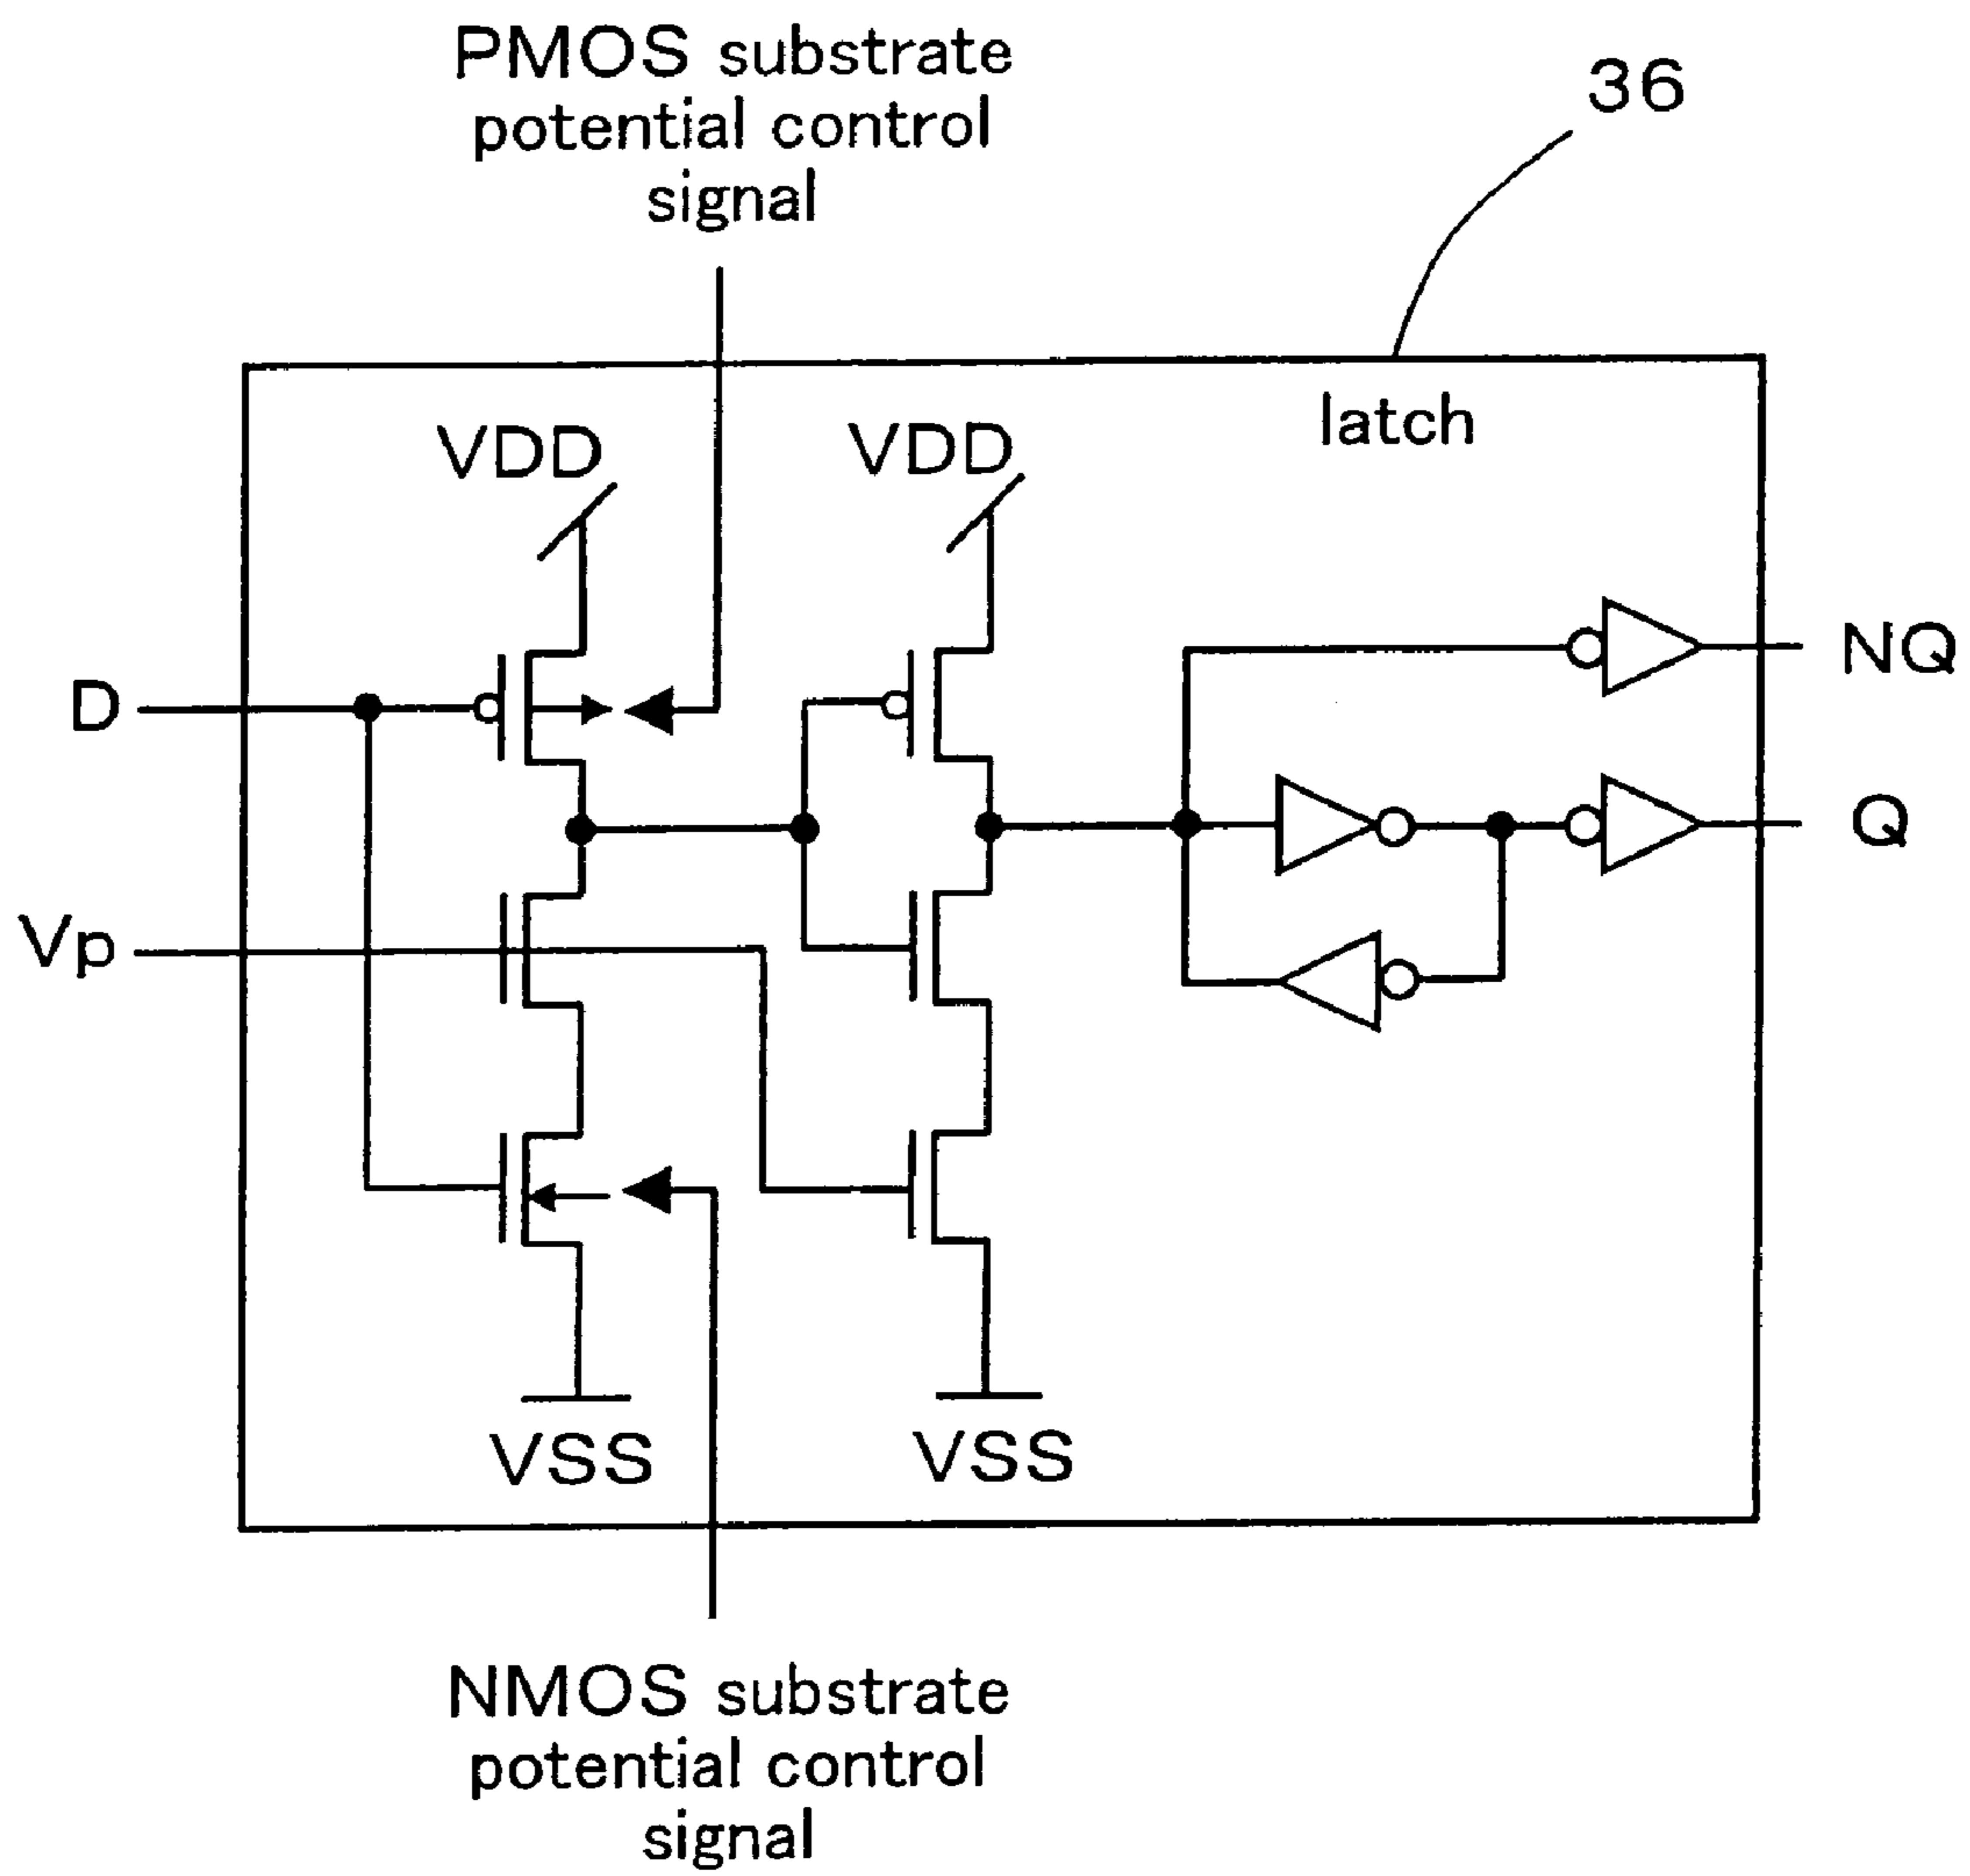 PMOS substrate
potential control
signal
36
latch
VDD
VDD
NQ
D
Q
Vp
VSS
VSS
NMOS substrate
potential control
signal